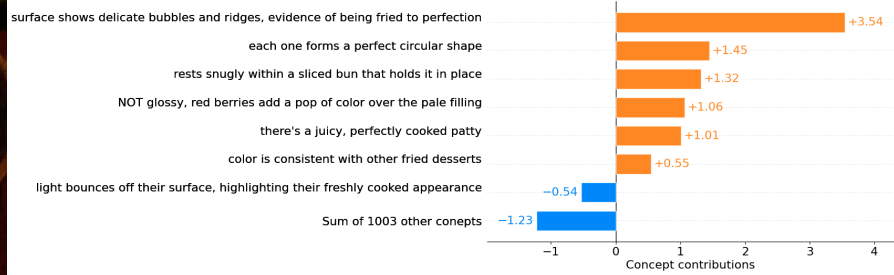 surface shows delicate bubbles and ridges, evidence of being fried to perfection +3.54
each one forms a perfect circular shape +1.45
rests snugly within a sliced bun that holds it in place +1.32
NOT glossy, red berries add a pop of color over the pale filling +1.06
there's a juicy, perfectly cooked patty +1.01
color is consistent with other fried desserts +0.55
light bounces off their surface, highlighting their freshly cooked appearance −0.54
Sum of 1003 other conepts −1.23
−1 0 1 2 3 4
Concept contributions